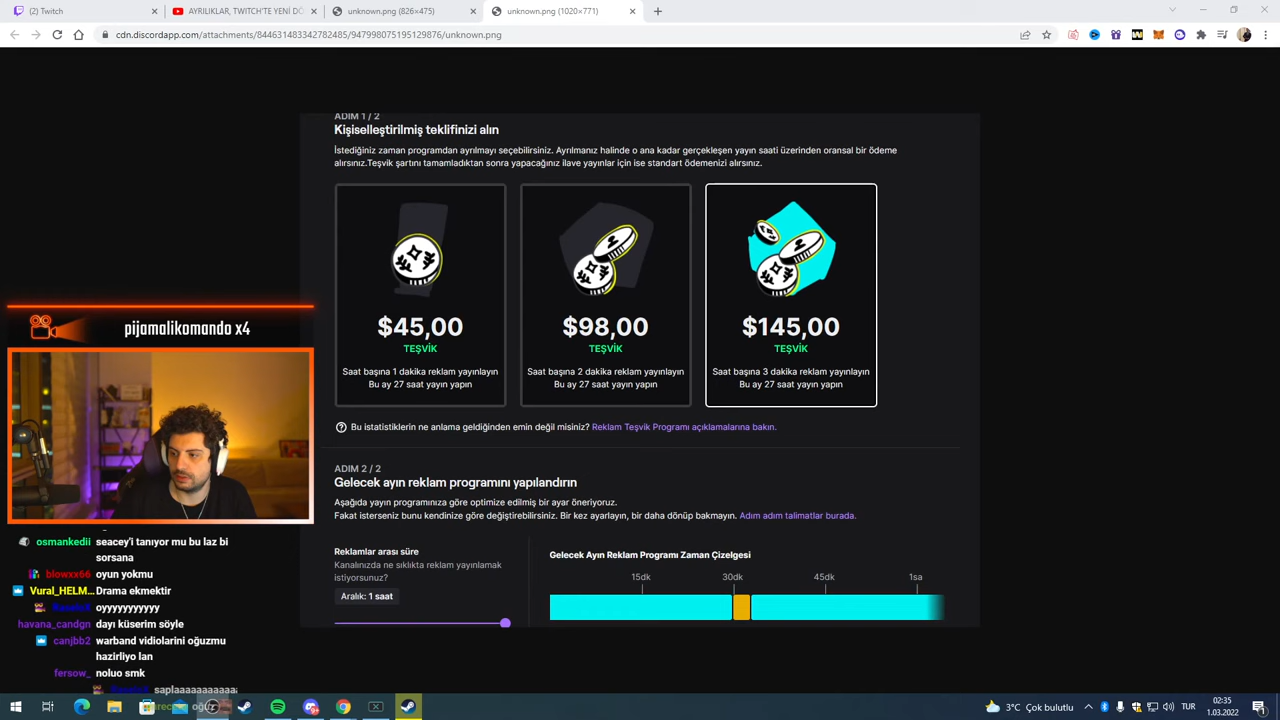 (2) Twitch
AYRILIKLAR, TWITCH'TE YENİ DÖ
unknown.png (826×475)
unknown.png (1020×771)
cdn.discordapp.com/attachments/844631483342782485/947998075195129876/unknown.png
ADIM 1 / 2
Kişiselleştirilmiş teklifinizi alın
İstediğiniz zaman programdan ayrılmayı seçebilirsiniz. Ayrılmanız halinde o ana kadar gerçekleşen yayın saati üzerinden oransal bir ödeme
alırsınız.Teşvik şartını tamamladıktan sonra yapacağınız ilave yayınlar için ise standart ödemenizi alırsınız.
$45,00
TEŞVİK
Saat başına 1 dakika reklam yayınlayın
Bu ay 27 saat yayın yapın
$98,00
TEŞVİK
Saat başına 2 dakika reklam yayınlayın
Bu ay 27 saat yayın yapın
$145,00
TEŞVİK
Saat başına 3 dakika reklam yayınlayın
Bu ay 27 saat yayın yapın
Bu istatistiklerin ne anlama geldiğinden emin değil misiniz? Reklam Teşvik Programı açıklamalarına bakın.
ADIM 2 / 2
Gelecek ayın reklam programını yapılandırın
Aşağıda yayın programınıza göre optimize edilmiş bir ayar öneriyoruz.
Fakat isterseniz bunu kendinize göre değiştirebilirsiniz. Bir kez ayarlayın, bir daha dönüp bakmayın. Adım adım talimatlar burada.
Reklamlar arası süre
Kanalınızda ne sıklıkta reklam yayınlamak
istiyorsunuz?
Aralık: 1 saat
Gelecek Ayın Reklam Programı Zaman Çizelgesi
15dk 30dk 45dk 1sa
pijamalikomando x4
osmankedii seacey'i tanıyor mu bu laz bi
sorsana
blowxx66 oyun yokmu
Vural_HELM... Drama ekmektir
oyyyyyyyyyy
havana_candgn dayı küserim söyle
canjbb2 warband vidiolarini oğuzmu
hazirliyo lan
fersow_ noluo smk
saplaaaaaaaaaaa
3°C Çok bulutlu
TUR
02:35
1.03.2022